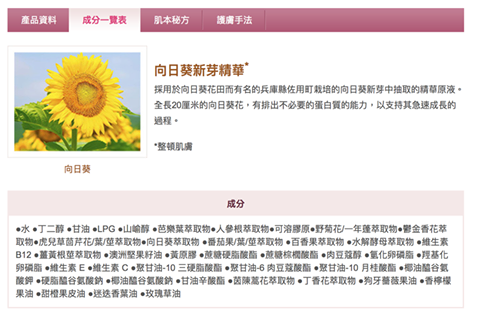 產品資料 成分一覽表 肌本秘方 護膚手法
向日葵新芽精華*
採用於向日葵花田而有名的兵庫縣佐用町栽培的向日葵新芽中抽取的精華原液。
全長20厘米的向日葵花，有排出不必要的蛋白質的能力，以支持其急速成長的
過程。
*整頓肌膚
向日葵
成分
●水 ●丁二醇 ●甘油 ●LPG ●山嵛醇 ●芭樂葉萃取物●人參根萃取物●可溶膠原●野菊花/一年蓬萃取物●鬱金香花萃
取物●虎兒草茴芹花/葉/莖萃取物●向日葵萃取物 ●番茄果/葉/莖萃取物 ●百香果萃取物 ●水解酵母萃取物 ●維生素
B12 ●薑黃根莖萃取物 ●澳洲堅果籽油 ●黃原膠 ●蔗糖硬脂酸酯 ●蔗糖棕櫚酸酯 ●肉豆蔻醇 ●氫化卵磷脂 ●羥基化
卵磷脂 ●維生素 E ●維生素 C ●聚甘油-10 三硬脂酸酯 ●聚甘油-6 肉豆蔻酸酯 ●聚甘油-10 月桂酸酯 ●椰油醯谷氨酸
鉀 ●硬脂醯谷氨酸鈉 ●椰油醯谷氨酸鈉 ●甘油辛酸酯 ●茵陳蒿花萃取物 ●丁香花萃取物 ●狗牙薔薇果油 ●香檸檬
果油 ●甜橙果皮油 ●迷迭香葉油 ●玫瑰草油